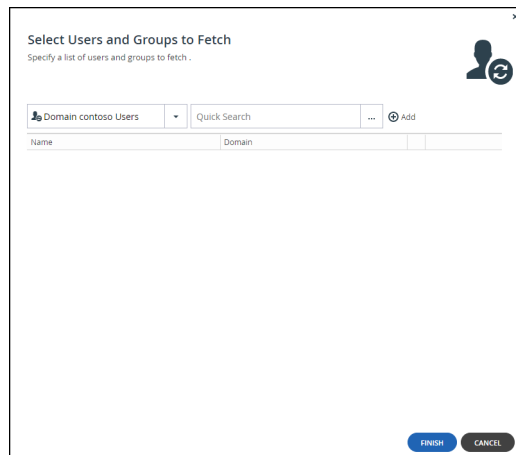 ×
Select Users and Groups to Fetch
Specify a list of users and groups to fetch .
Domain contoso Users
Quick Search
...
Add
Name
Domain
FINISH
CANCEL